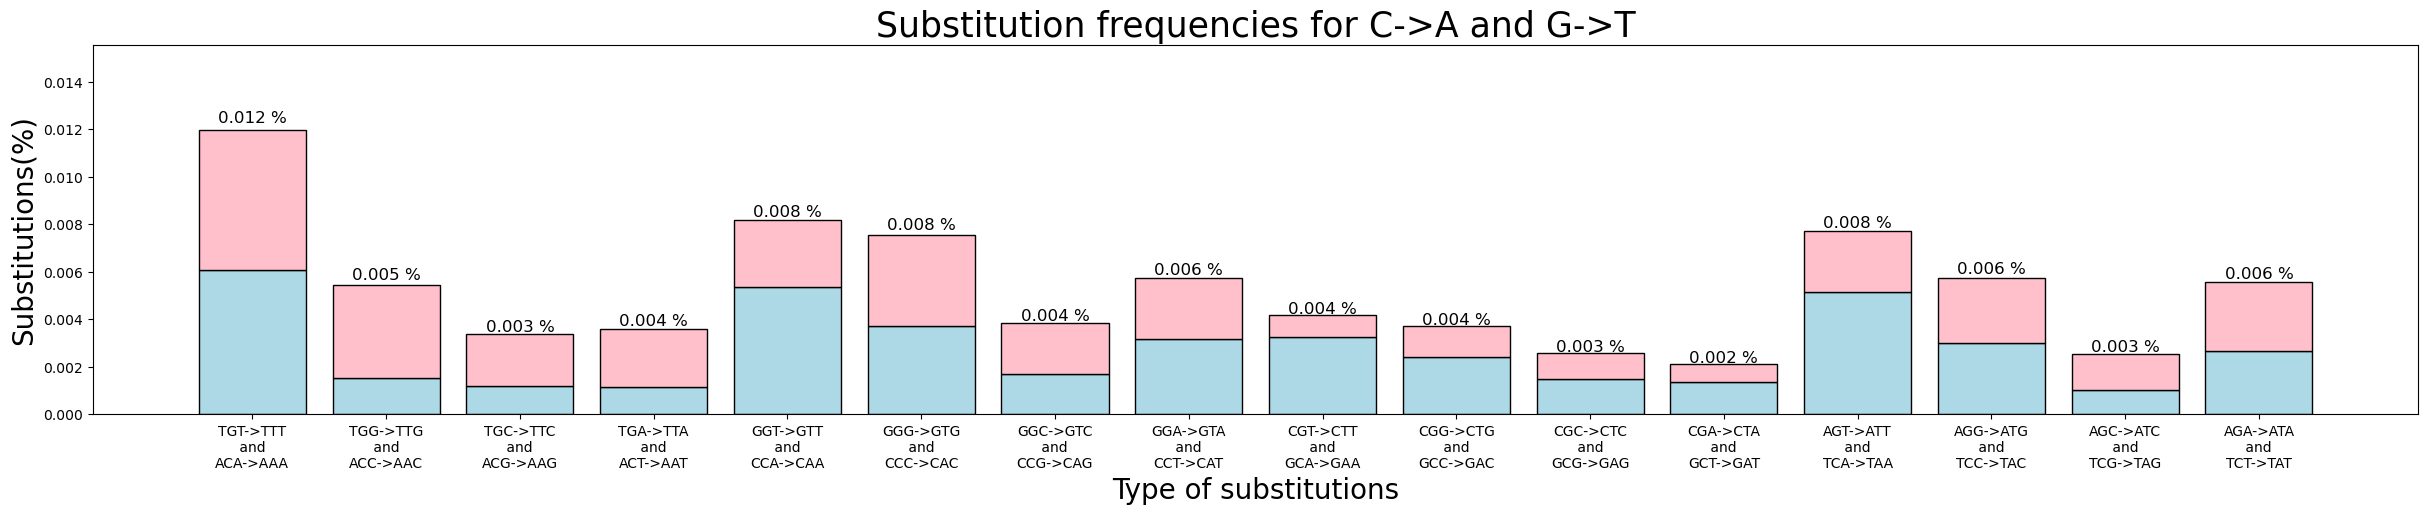 Substitution frequencies for C->A and G->T
Substitutions(%)
0.014
0.012
0.010
0.008
0.006
0.004
0.002
0.000
0.012 %
0.005 %
0.003 %
0.004 %
0.008 %
0.008 %
0.004 %
0.006 %
0.004 %
0.004 %
0.003 %
0.002 %
0.008 %
0.006 %
0.003 %
0.006 %
TGT->TTT
and
ACA->AAA
TGG->TTG
and
ACC->AAC
TGC->TTC
and
ACG->AAG
TGA->TTA
and
ACT->AAT
GGT->GTT
and
CCA->CAA
GGG->GTG
and
CCC->CAC
GGC->GTC
and
CCG->CAG
GGA->GTA
and
CCT->CAT
CGT->CTT
and
GCA->GAA
CGG->CTG
and
GCC->GAC
CGC->CTC
and
GCG->GAG
CGA->CTA
and
GCT->GAT
AGT->ATT
and
TCA->TAA
AGG->ATG
and
TCC->TAC
AGC->ATC
and
TCG->TAG
AGA->ATA
and
TCT->TAT
Type of substitutions